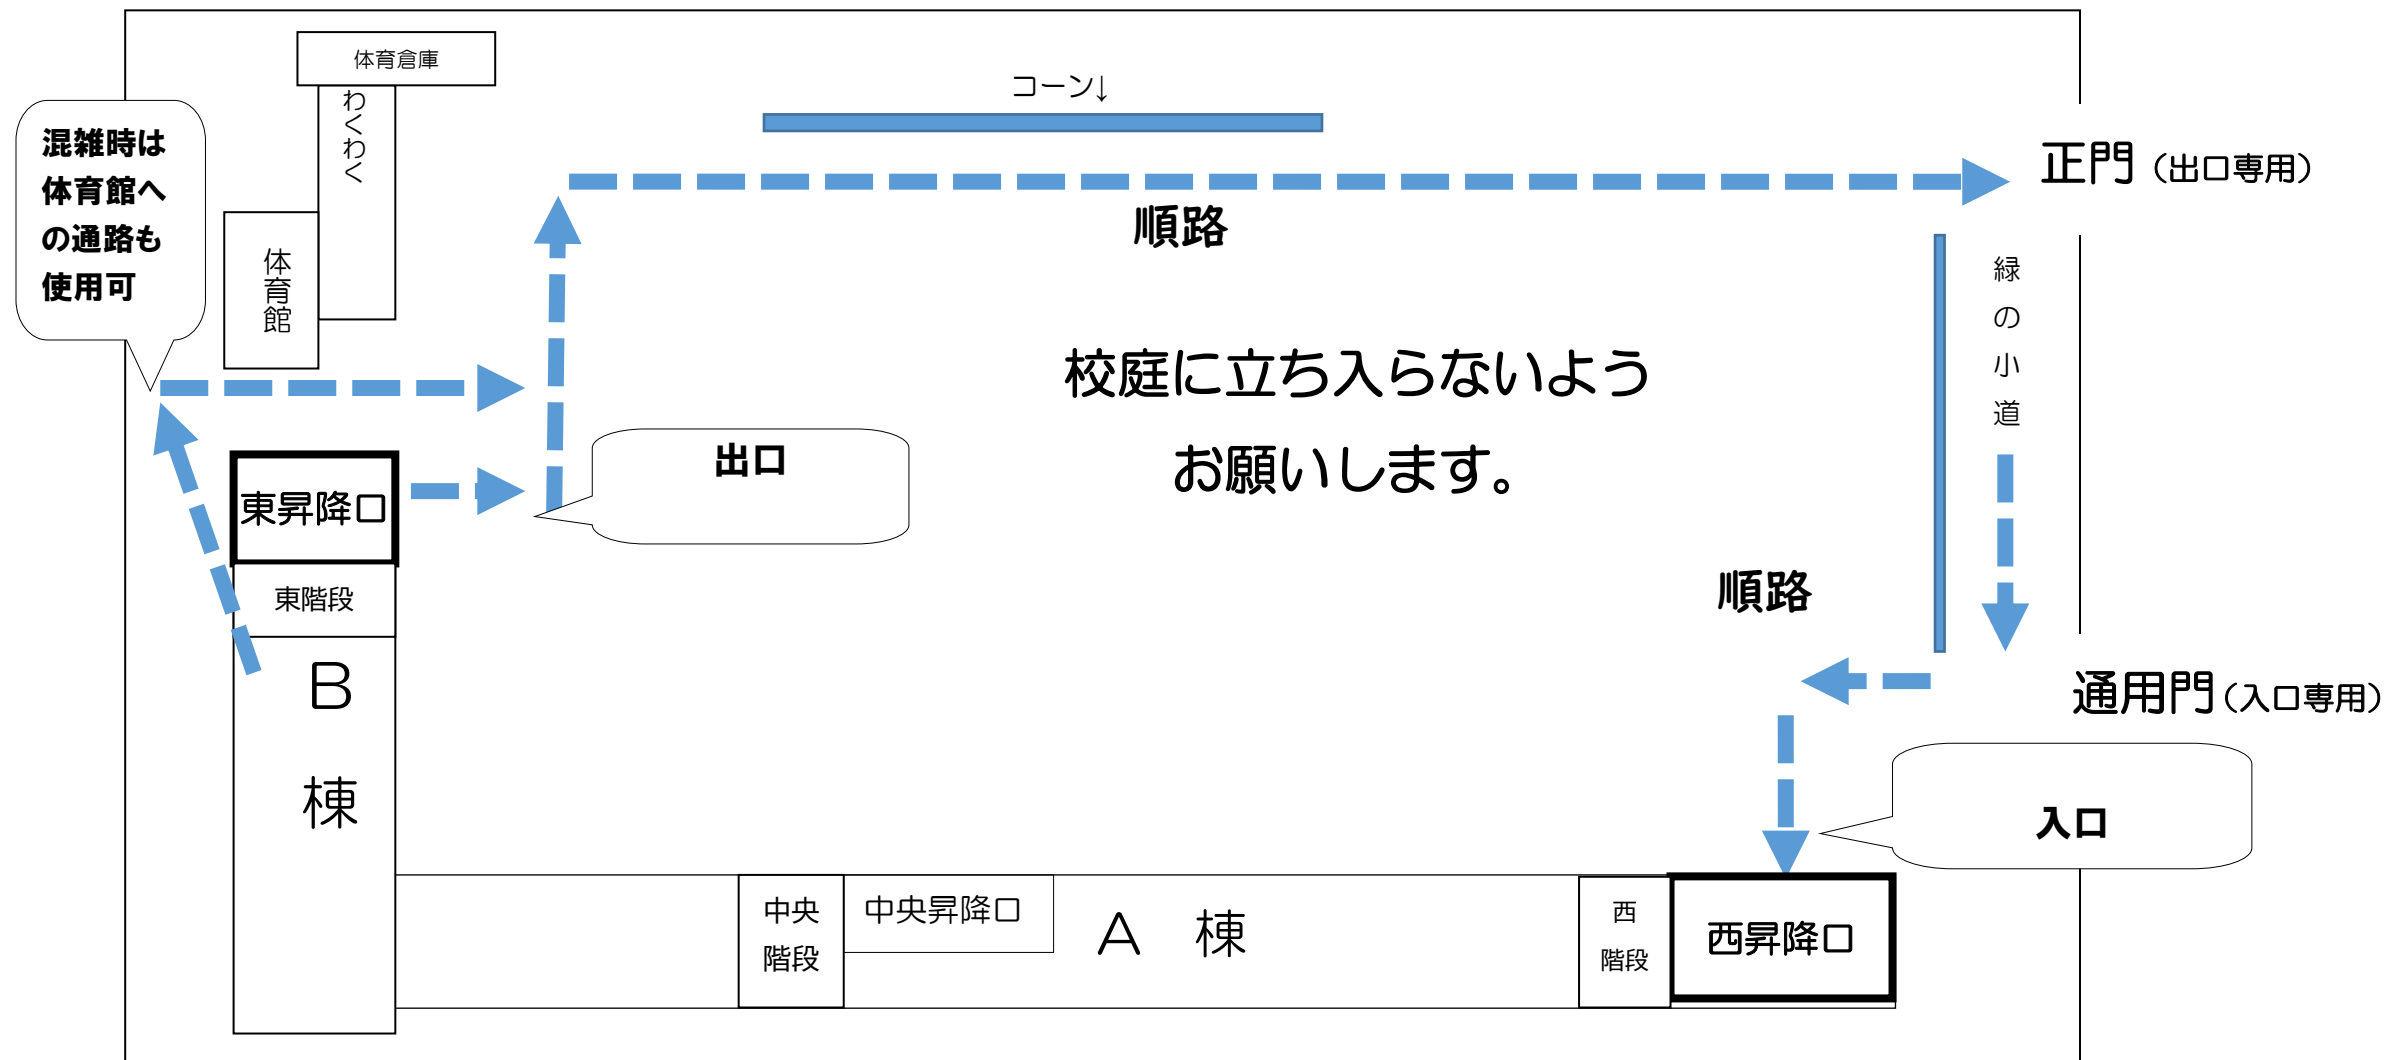 体育倉庫
わくわく
コーン↓
混雑時は
体育館へ
の通路も
使用可
正門（出口専用）
順路
体育館
緑の小道
校庭に立ち入らないよう
お願いします。
出口
東昇降口
東階段
順路
B棟
通用門（入口専用）
入口
中央
階段
中央昇降口
A 棟
西
階段
西昇降口